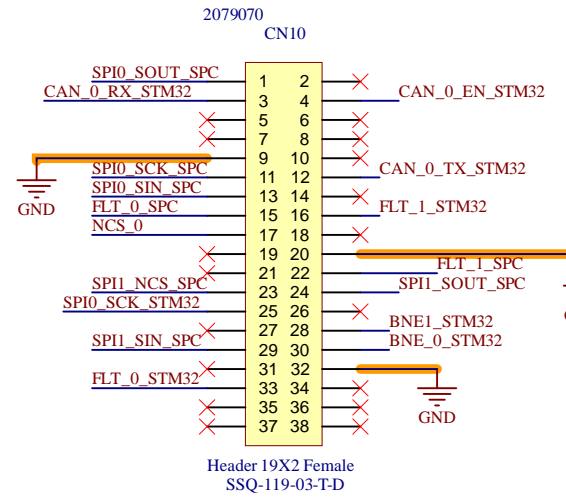 2079070
CN10
SPI0_SOUT_SPC 1 2
CAN_0_RX_STM32 3 4 CAN_0_EN_STM32
5 6
7 8
9 10
SPI0_SCK_SPC 11 12 CAN_0_TX_STM32
SPI0_SIN_SPC 13 14
GND FLT_0_SPC 15 16 FLT_1_STM32
NCS_0 17 18
19 20
21 22 FLT_1_SPC
SPI1_NCS_SPC 23 24 SPI1_SOUT_SPC
SPI0_SCK_STM32 25 26
27 28 BNE1_STM32
SPI1_SIN_SPC 29 30 BNE_0_STM32
31 32
FLT_0_STM32 33 34
35 36 GND
37 38
Header 19X2 Female
SSQ-119-03-T-D